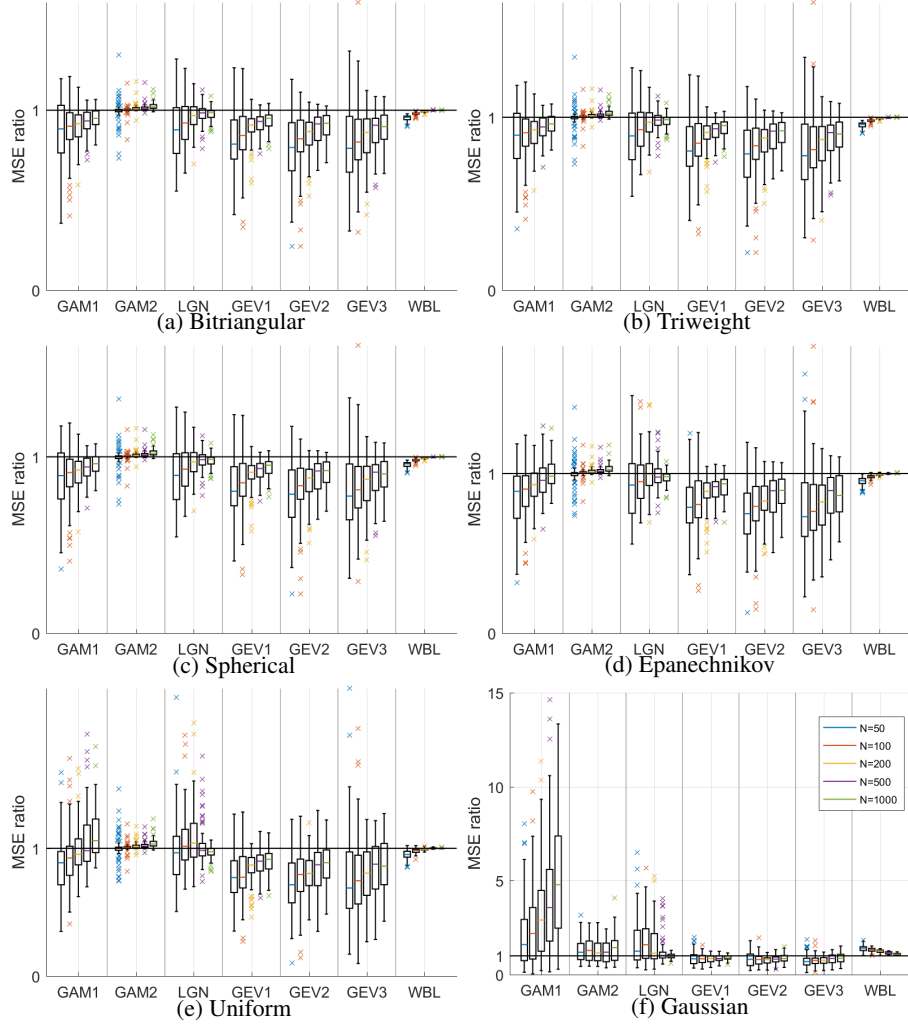 MSE ratio
1
0
GAM1 GAM2 LGN GEV1 GEV2 GEV3 WBL
(a) Bitriangular
MSE ratio
1
0
GAM1 GAM2 LGN GEV1 GEV2 GEV3 WBL
(b) Triweight
MSE ratio
1
0
GAM1 GAM2 LGN GEV1 GEV2 GEV3 WBL
(c) Spherical
MSE ratio
1
0
GAM1 GAM2 LGN GEV1 GEV2 GEV3 WBL
(d) Epanechnikov
MSE ratio
1
0
GAM1 GAM2 LGN GEV1 GEV2 GEV3 WBL
(e) Uniform
MSE ratio
15
10
5
1
0
N=50
N=100
N=200
N=500
N=1000
GAM1 GAM2 LGN GEV1 GEV2 GEV3 WBL
(f) Gaussian